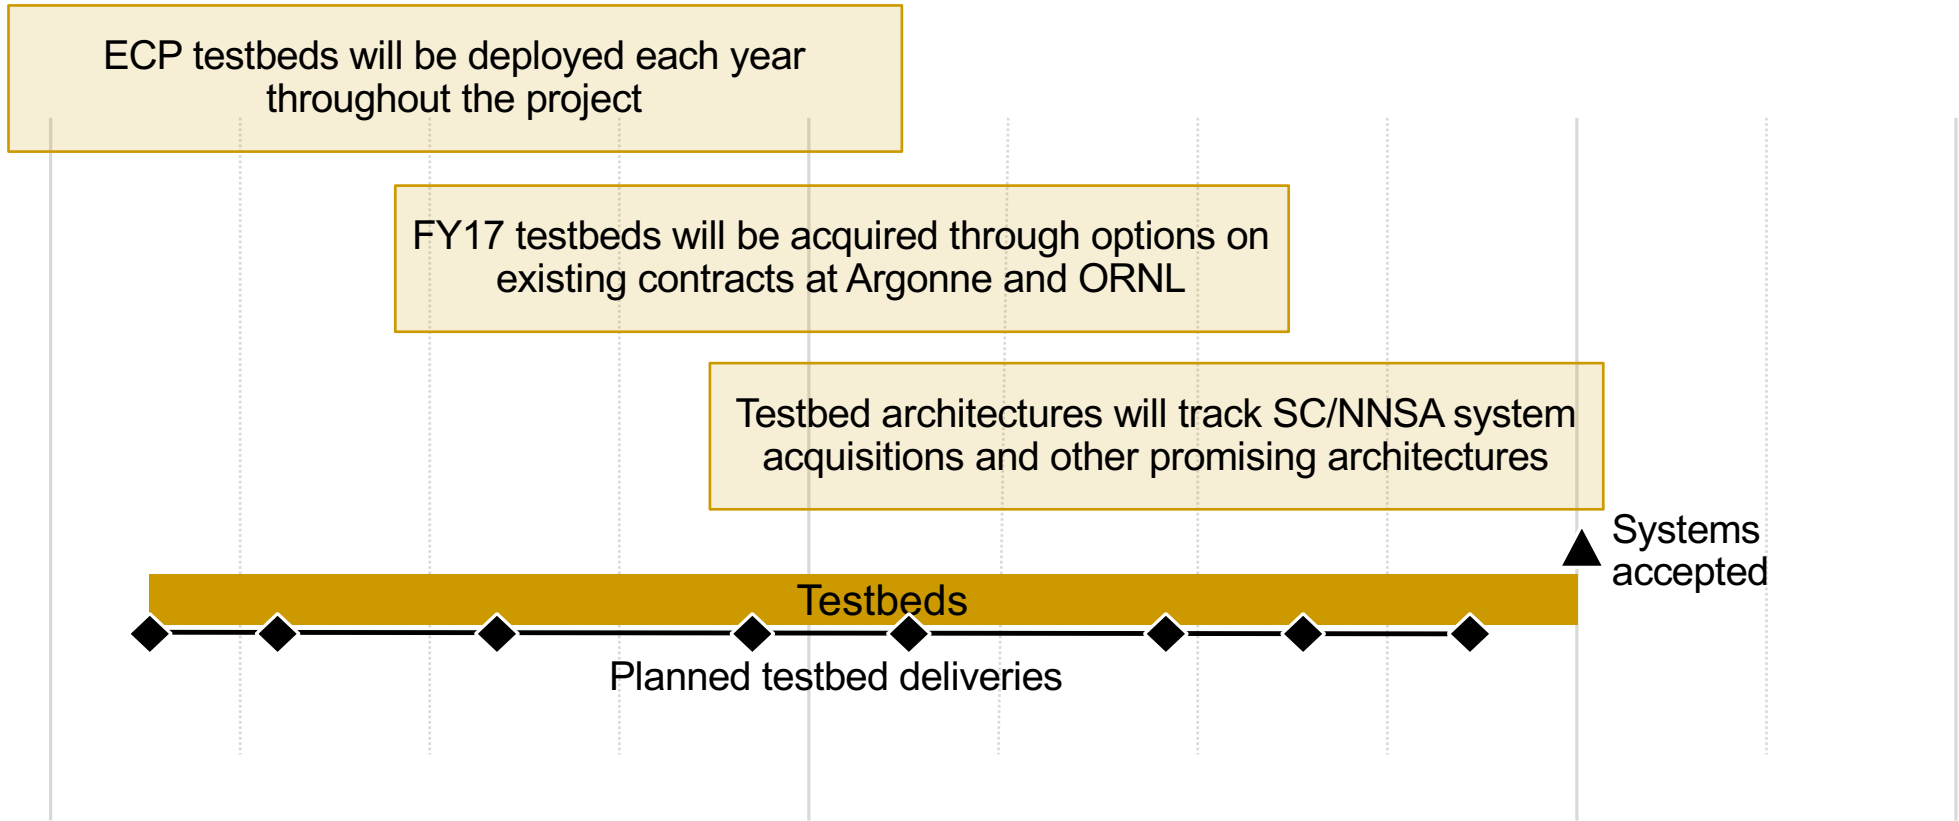 ECP testbeds will be deployed each year
throughout the project
FY17 testbeds will be acquired through options on
existing contracts at Argonne and ORNL
Testbed architectures will track SC/NNSA system
acquisitions and other promising architectures
Systems
accepted
Testbeds
Planned testbed deliveries